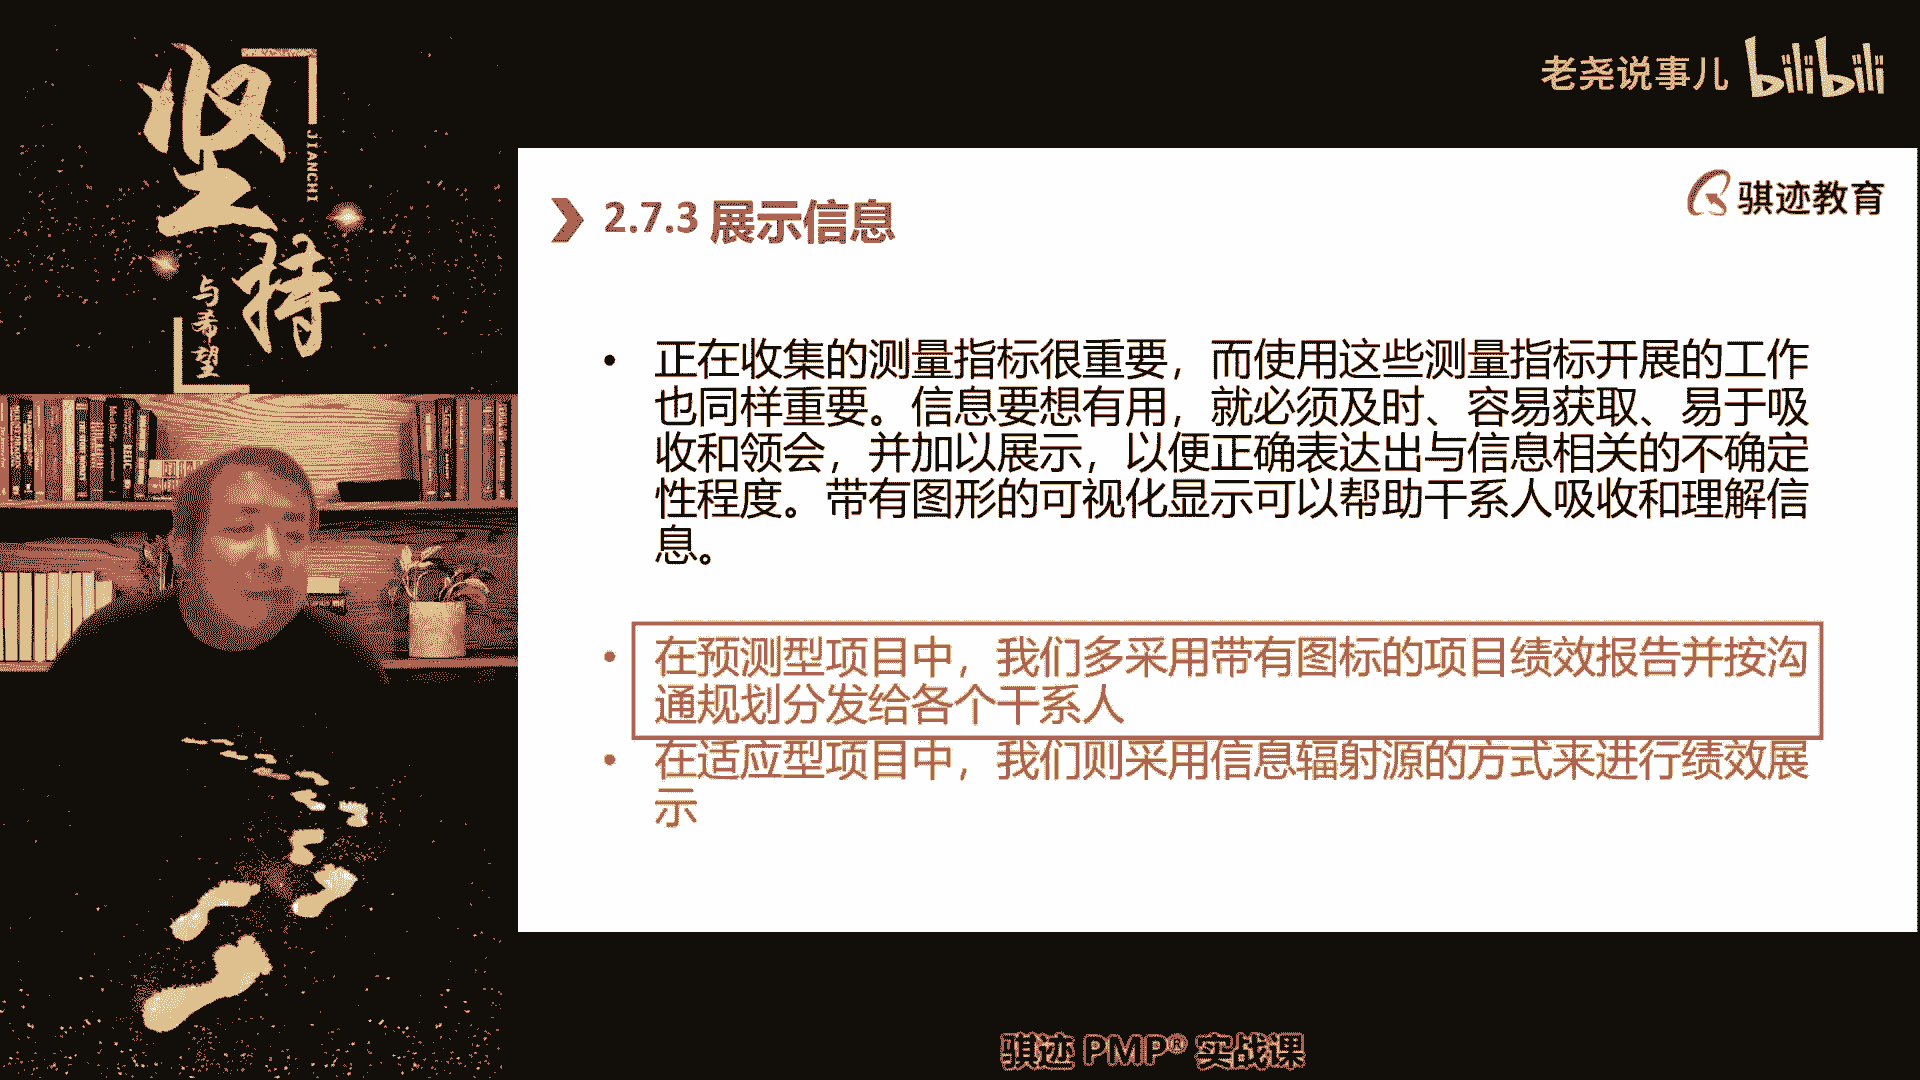 坚持
JIANCHI
与希望
老尧说事儿 bilibili
骐迹教育
2.7.3 展示信息
• 正在收集的测量指标很重要，而使用这些测量指标开展的工作
也同样重要。信息要想有用，就必须及时、容易获取、易于吸
收和领会，并加以展示，以便正确表达出与信息相关的不确定
性程度。带有图形的可视化显示可以帮助干系人吸收和理解信
息。
• 在预测型项目中，我们多采用带有图标的项目绩效报告并按沟
通规划分发给各个干系人
• 在适应型项目中，我们则采用信息辐射源的方式来进行绩效展
示
骐迹 PMP® 实战课